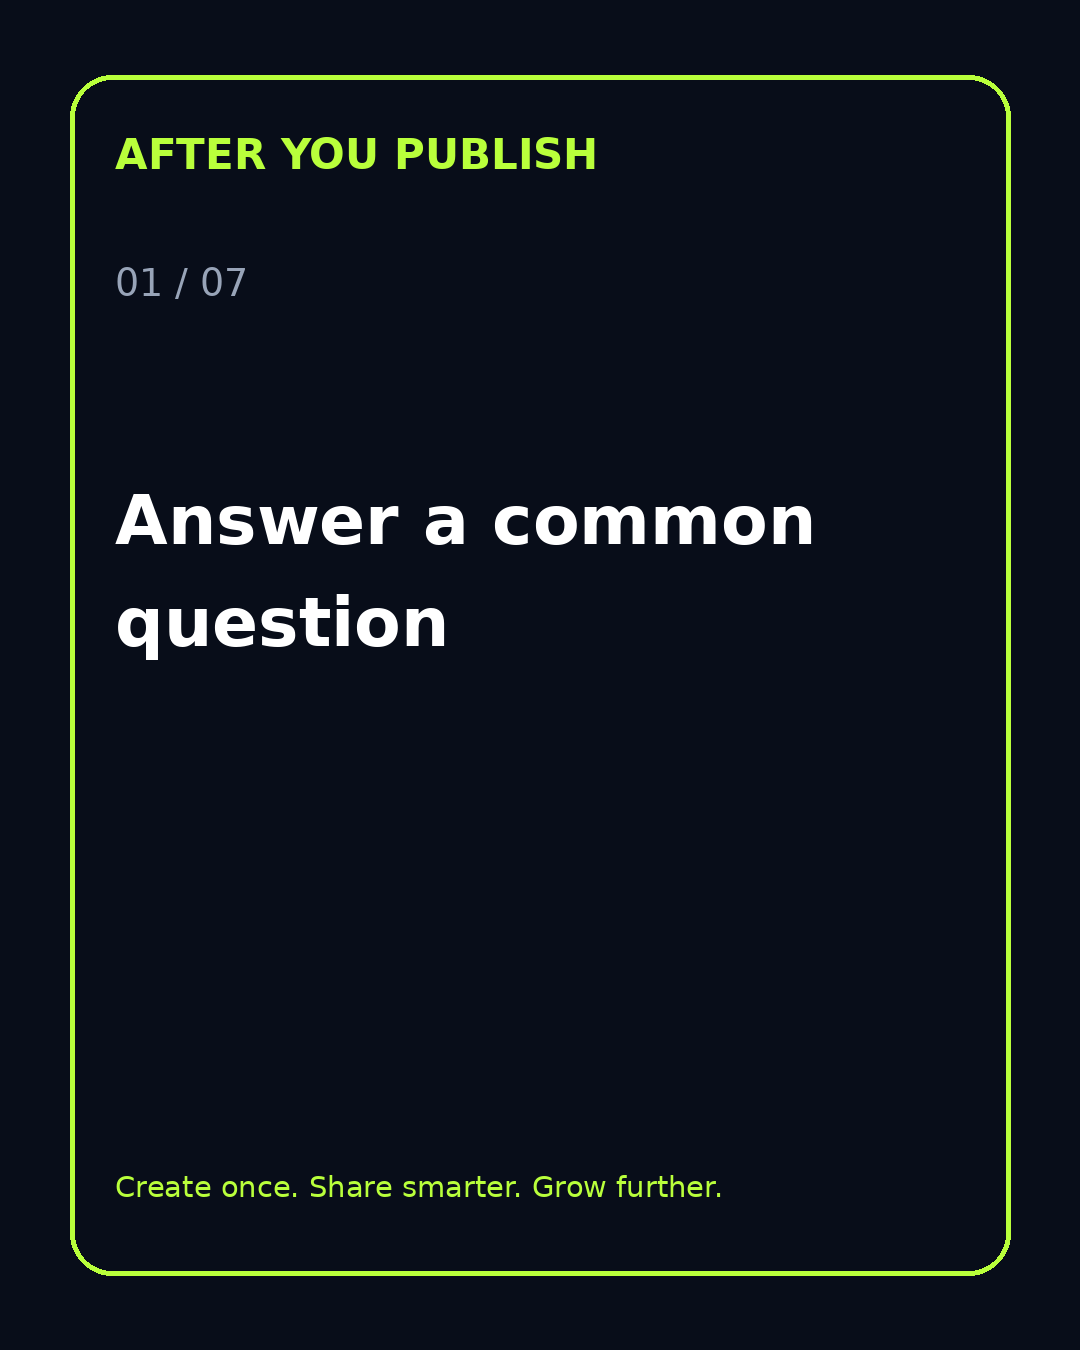 AFTER YOU PUBLISH
01 / 07
Answer a common
question
Create once. Share smarter. Grow further.